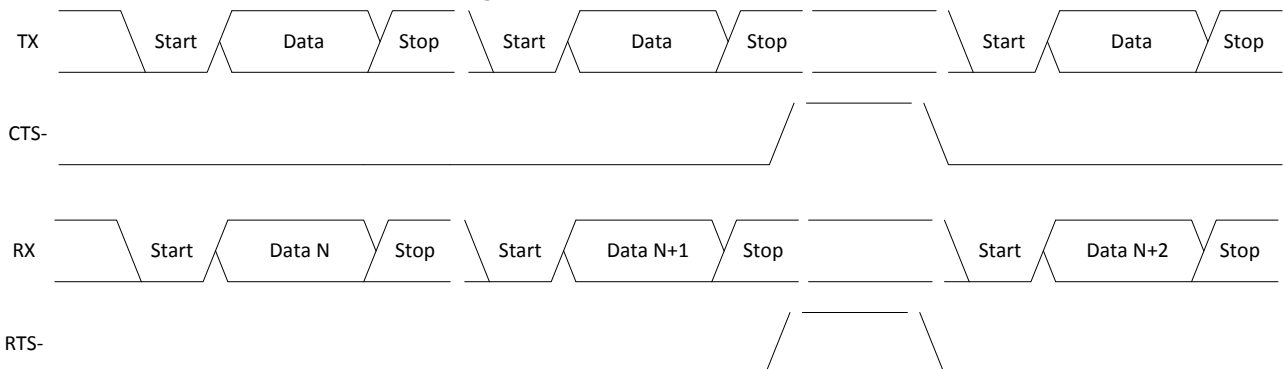 TX Start Data Stop Start Data Stop Start Data Stop
CTS-
RX Start Data N Stop Start Data N+1 Stop Start Data N+2 Stop
RTS-